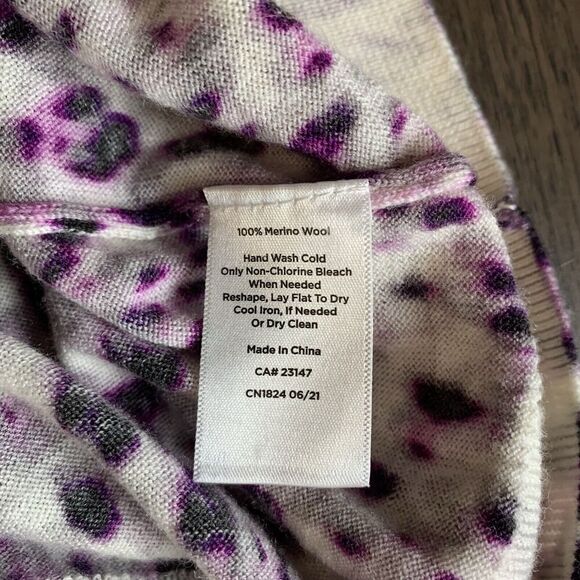 100% Merino Wool
Hand Wash Cold
Only Non-Chlorine Bleach
When Needed
Reshape, Lay Flat To Dry
Cool Iron, If Needed
Or Dry Clean
Made In China
CA# 23147
CN1824 06/21